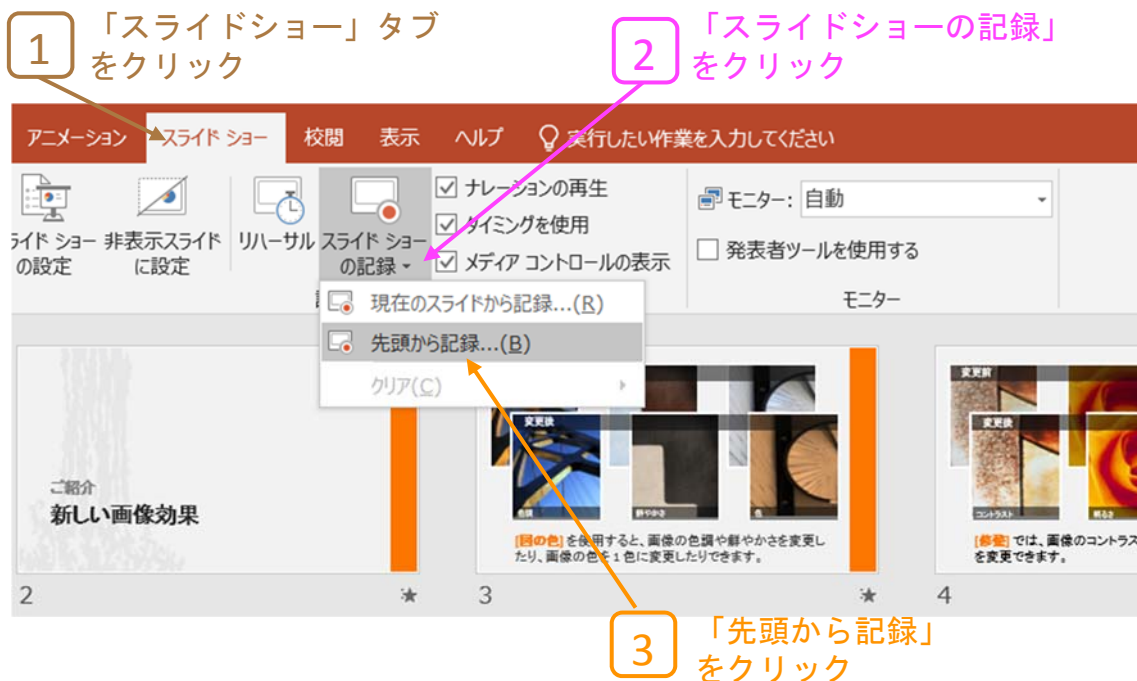 1
「スライドショー」タブ
をクリック
2
「スライドショーの記録」
をクリック
アニメーション スライド ショー 校閲 表示 ヘルプ 実行したい作業を入力してください
ライド ショー
の設定
非表示スライド
に設定
リハーサル
スライド ショー
の記録
ナレーションの再生
タイミングを使用
メディア コントロールの表示
モニター: 自動
発表者ツールを使用する
モニター
現在のスライドから記録...(R)
先頭から記録...(B)
クリア(C)
ご紹介
新しい画像効果
2
変更後
色調 鮮やかさ 色
[図の色] を使用すると、画像の色調や鮮やかさを変更し
たり、画像の色を1色に変更したりできます。
3
変更前
変更後
コントラスト 明るさ
[修整] では、画像のコントラス
を変更できます。
4
3
「先頭から記録」
をクリック